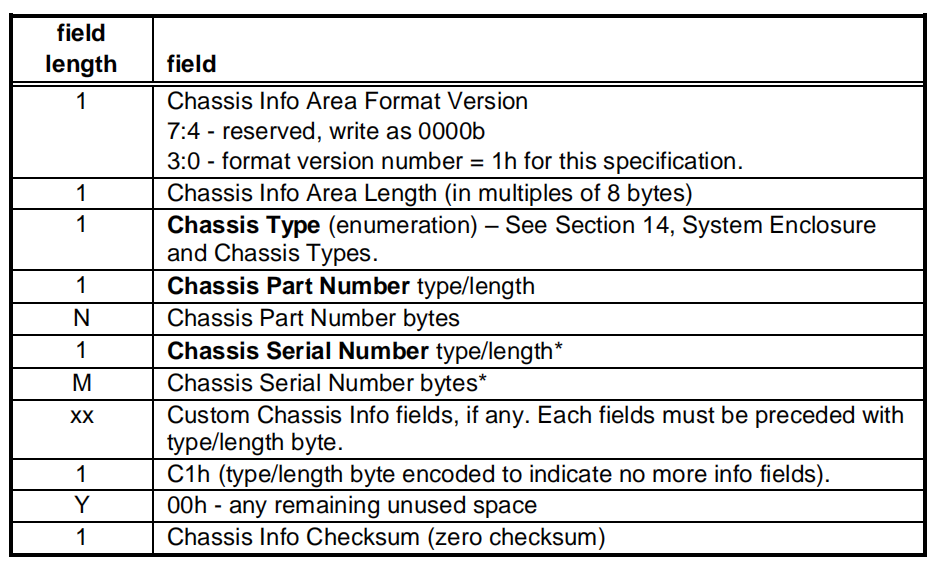 field
length
field
1
Chassis Info Area Format Version
7:4 - reserved, write as 0000b
3:0 - format version number = 1h for this specification.
1
Chassis Info Area Length (in multiples of 8 bytes)
1
Chassis Type (enumeration) – See Section 14, System Enclosure
and Chassis Types.
1
Chassis Part Number type/length
N
Chassis Part Number bytes
1
Chassis Serial Number type/length*
M
Chassis Serial Number bytes*
xx
Custom Chassis Info fields, if any. Each fields must be preceded with
type/length byte.
1
C1h (type/length byte encoded to indicate no more info fields).
Y
00h - any remaining unused space
1
Chassis Info Checksum (zero checksum)